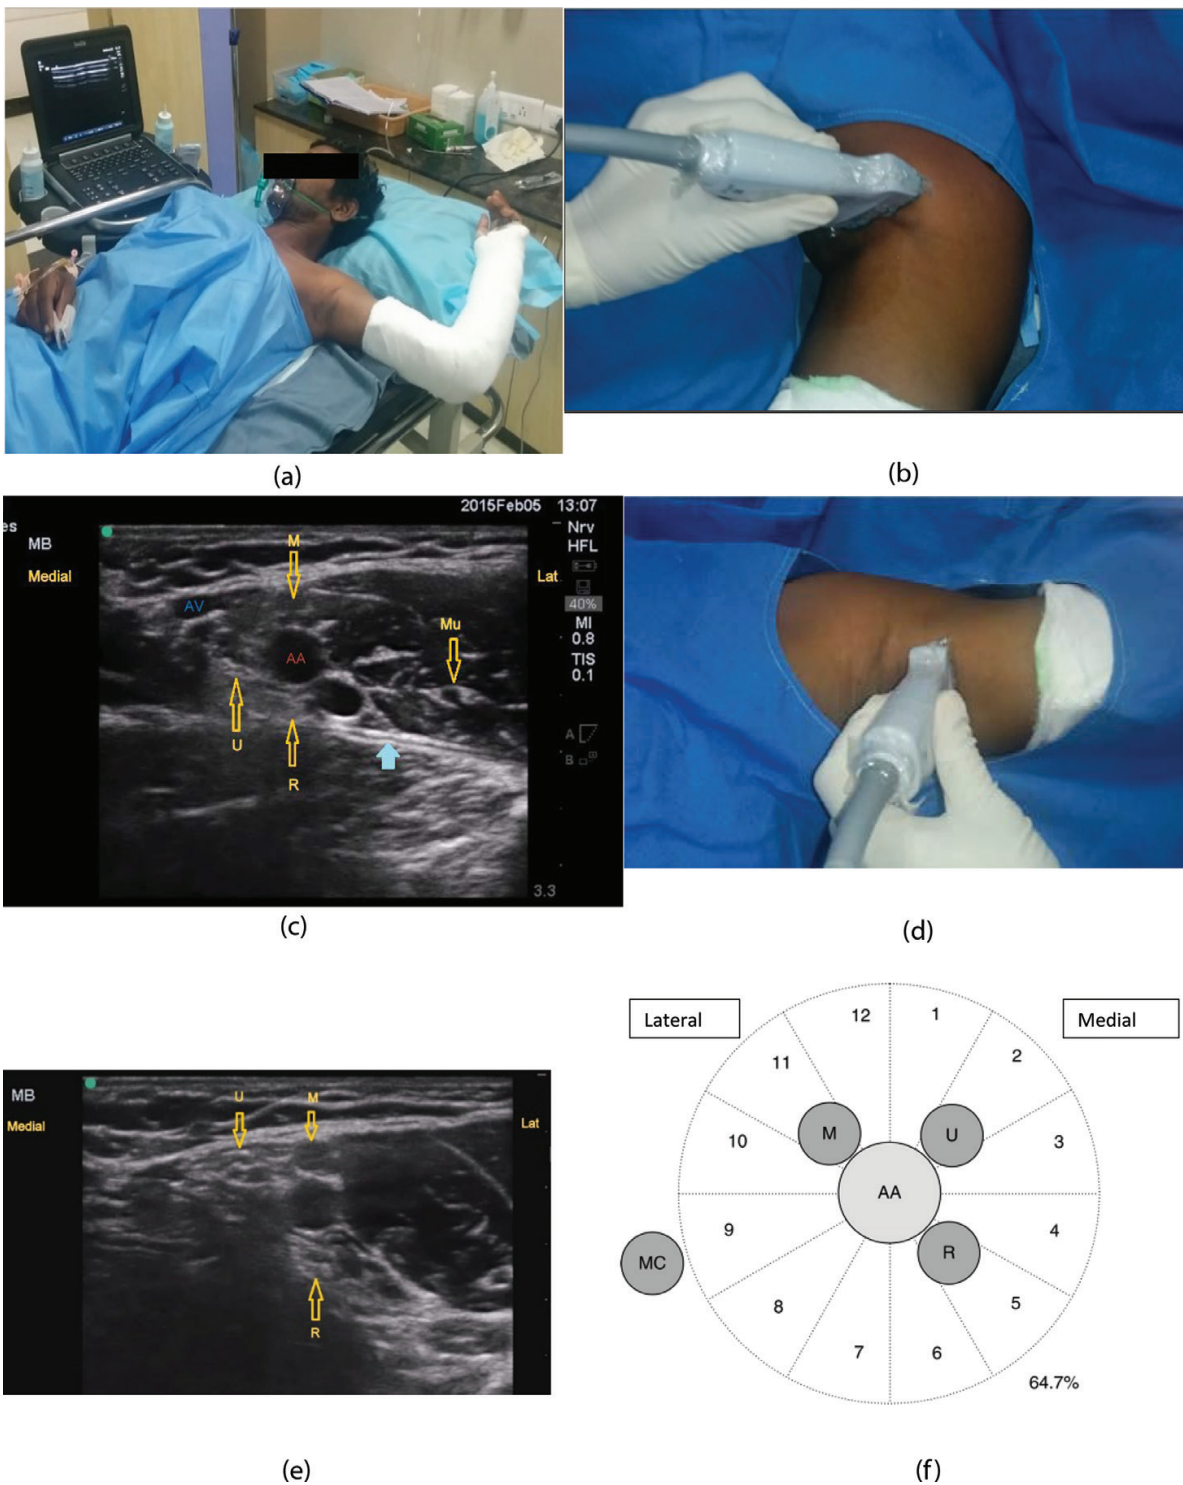 (a)
(b)
2015Feb05 13:07
es
MB
Medial
M
Lat
Nrv
HFL
40%
MI
0.8
TIS
0.1
AV
AA
Mu
U
R
A
B
3.3
(c)
(d)
MB
Medial
U
M
Lat
R
(e)
Lateral
Medial
12
1
11
2
M
U
10
3
AA
9
4
MC
R
8
5
7
6
64.7%
(f)